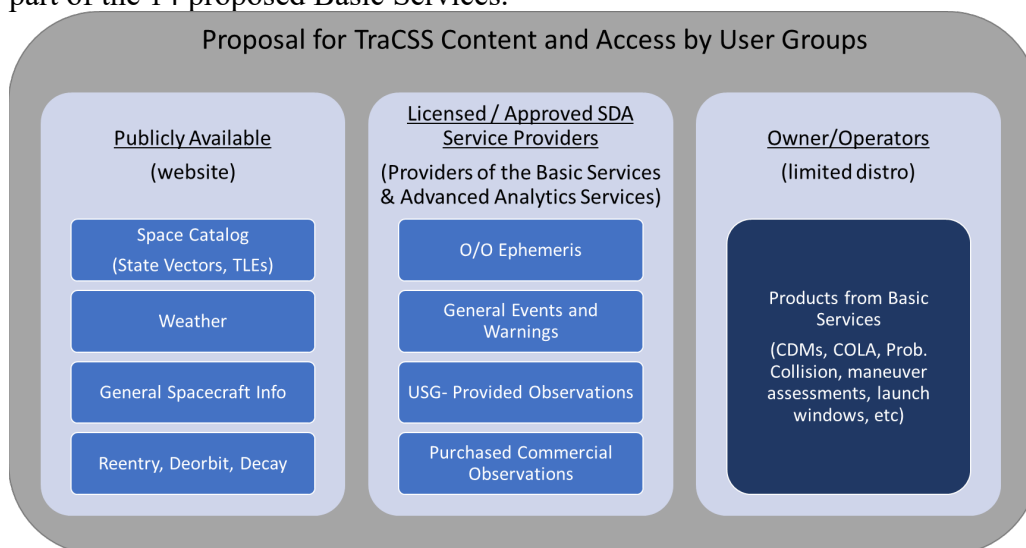 part of the 14 proposed Basic Services.
Proposal for TraCSS Content and Access by User Groups
Publicly Available
(website)
Space Catalog
(State Vectors, TLEs)
Weather
General Spacecraft Info
Reentry, Deorbit, Decay
Licensed / Approved SDA
Service Providers
(Providers of the Basic Services
& Advanced Analytics Services)
O/O Ephemeris
General Events and
Warnings
USG- Provided Observations
Purchased Commercial
Observations
Owner/Operators
(limited distro)
Products from Basic
Services
(CDMs, COLA, Prob.
Collision, maneuver
assessments, launch
windows, etc)